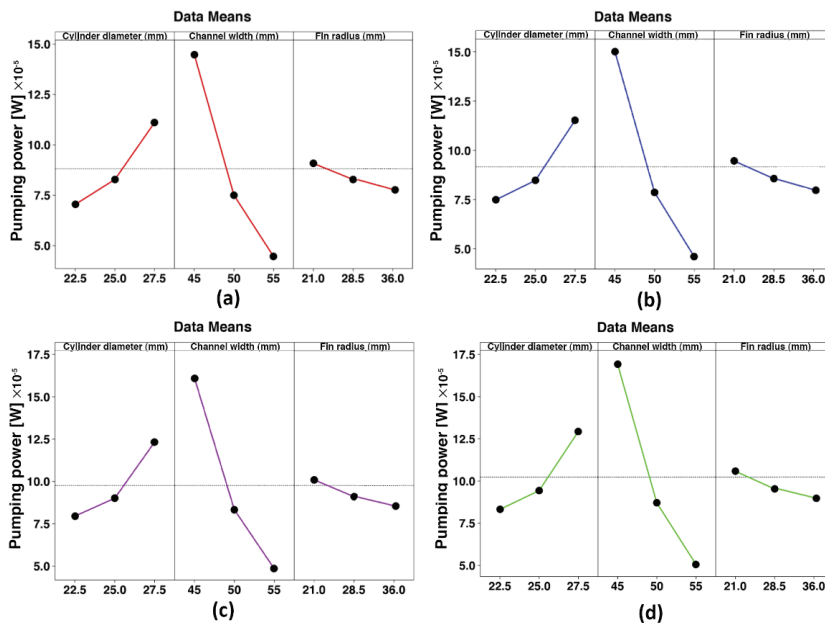 Data Means
Cylinder diameter (mm) Channel width (mm) Fin radius (mm)
Pumping power [W] ×10-5
15.0
12.5
10.0
7.5
5.0
22.5 25.0 27.5 45 50 55 21.0 28.5 36.0
(a)
Data Means
Cylinder diameter (mm) Channel width (mm) Fin radius (mm)
Pumping power [W] ×10-5
15.0
12.5
10.0
7.5
5.0
22.5 25.0 27.5 45 50 55 21.0 28.5 36.0
(b)
Data Means
Cylinder diameter (mm) Channel width (mm) Fin radius (mm)
Pumping power [W] ×10-5
17.5
15.0
12.5
10.0
7.5
5.0
22.5 25.0 27.5 45 50 55 21.0 28.5 36.0
(c)
Data Means
Cylinder diameter (mm) Channel width (mm) Fin radius (mm)
Pumping power [W] ×10-5
17.5
15.0
12.5
10.0
7.5
5.0
22.5 25.0 27.5 45 50 55 21.0 28.5 36.0
(d)